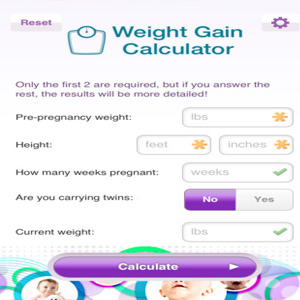 Reset
Weight Gain
Calculator
Only the first 2 are required, but if you answer the
rest, the results will be more detailed!
Pre-pregnancy weight: lbs
Height: feet inches
How many weeks pregnant: weeks
Are you carrying twins: No Yes
Current weight: lbs
Calculate